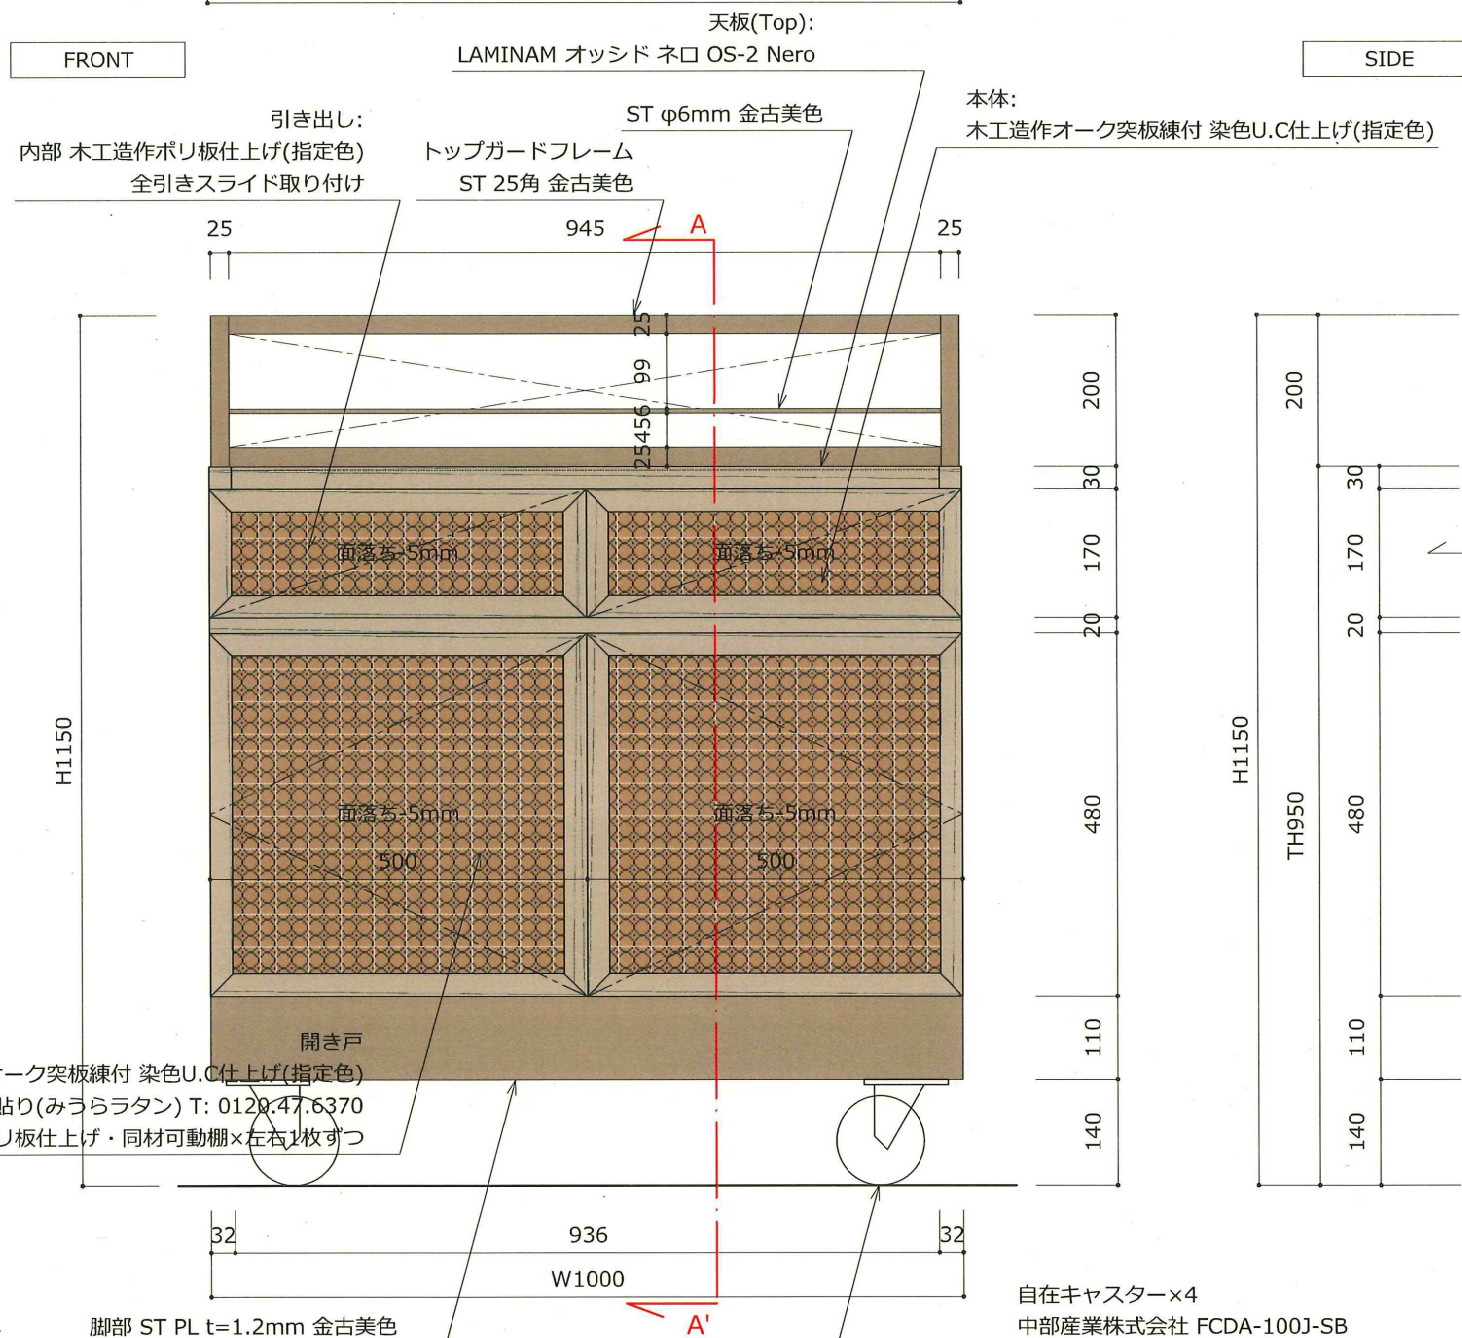 天板(Top):
FRONT
LAMINAM オッシド ネロ OS-2 Nero
SIDE
本体:
木工造作オーク突板練付 染色U.C仕上げ(指定色)
ST φ6mm 金古美色
引き出し:
内部 木工造作ポリ板仕上げ(指定色)
全引きスライド取り付け
トップガードフレーム
ST 25角 金古美色
25
945
25
A
25
99
6
45
25
200
200
30
30
面落ち-5mm
面落ち-5mm
170
170
20
20
H1150
H1150
TH950
面落ち-5mm
面落ち-5mm
480
480
500
500
110
110
開き戸
ーク突板練付 染色U.C仕上げ(指定色)
貼り(みうらラタン) T: 0120.47.6370
リ板仕上げ・同材可動棚×左右1枚ずつ
140
140
32
936
32
W1000
A'
自在キャスター×4
中部産業株式会社 FCDA-100J-SB
脚部 ST PL t=1.2mm 金古美色